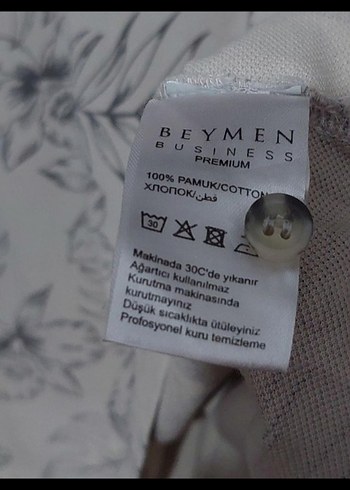 BEYMEN
BUSINESS
PREMIUM
100% PAMUK/COTTON
ХЛОПОК/قطن
30
Makinada 30C'de yıkanır
Ağartıcı kullanılmaz
Kurutma makinasında
kurutmayınız
Düşük sıcaklıkta ütüleyiniz
Profosyonel kuru temizleme